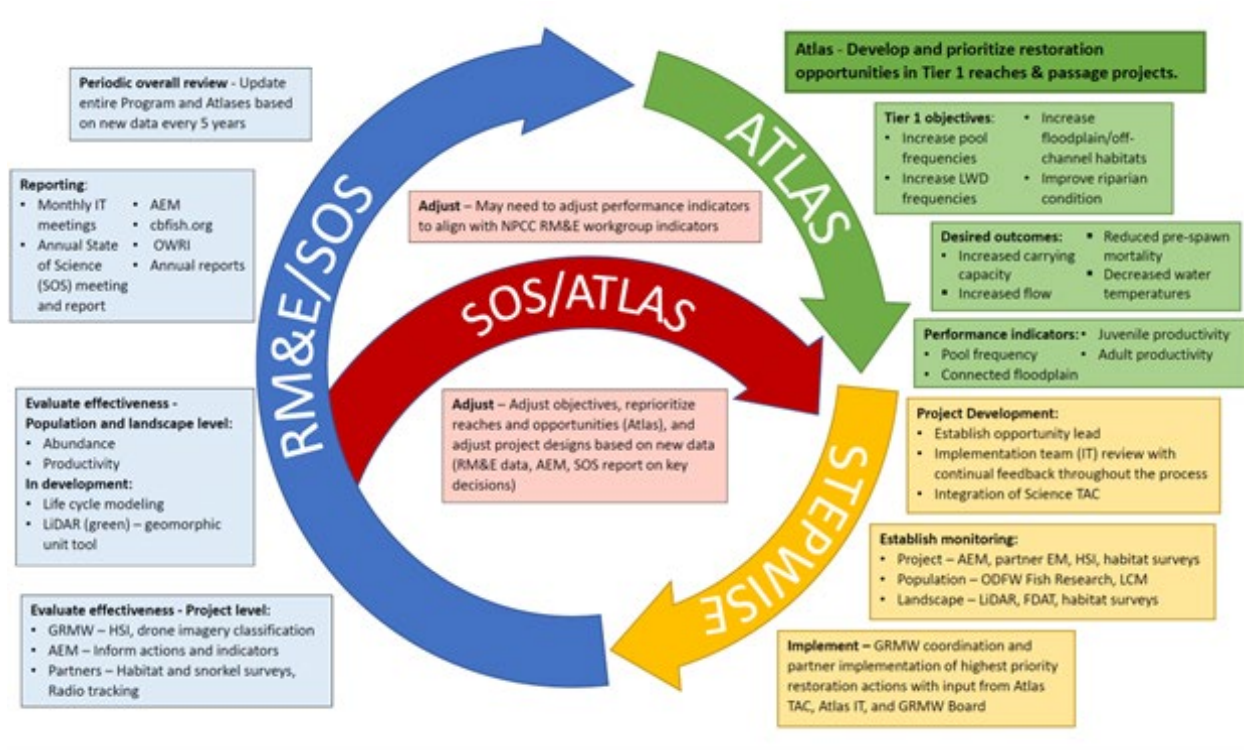 Atlas - Develop and prioritize restoration
opportunities in Tier 1 reaches & passage projects.
Tier 1 objectives:
• Increase pool
frequencies
• Increase LWD
frequencies
• Increase
floodplain/off-
channel habitats
• Improve riparian
condition
Desired outcomes:
• Increased carrying
capacity
▪ Increased flow
▪ Reduced pre-spawn
mortality
▪ Decreased water
temperatures
Performance indicators:
• Pool frequency
• Connected floodplain
• Juvenile productivity
• Adult productivity
ATLAS
Project Development:
• Establish opportunity lead
• Implementation team (IT) review with
continual feedback throughout the process
• Integration of Science TAC
Establish monitoring:
• Project – AEM, partner EM, HSI, habitat surveys
• Population – ODFW Fish Research, LCM
• Landscape – LiDAR, FDAT, habitat surveys
Implement – GRMW coordination and
partner implementation of highest priority
restoration actions with input from Atlas
TAC, Atlas IT, and GRMW Board
STEPWISE
Evaluate effectiveness - Project level:
• GRMW – HSI, drone imagery classification
• AEM – Inform actions and indicators
• Partners – Habitat and snorkel surveys,
Radio tracking
Evaluate effectiveness -
Population and landscape level:
• Abundance
• Productivity
In development:
• Life cycle modeling
• LiDAR (green) – geomorphic
unit tool
Reporting:
• Monthly IT
meetings
• Annual State
of Science
(SOS) meeting
and report
• AEM
• cbfish.org
• OWRI
• Annual reports
Periodic overall review - Update
entire Program and Atlases based
on new data every 5 years
RM&E/SOS
Adjust – May need to adjust performance indicators
to align with NPCC RM&E workgroup indicators
SOS/ATLAS
Adjust – Adjust objectives, reprioritize
reaches and opportunities (Atlas), and
adjust project designs based on new data
(RM&E data, AEM, SOS report on key
decisions)